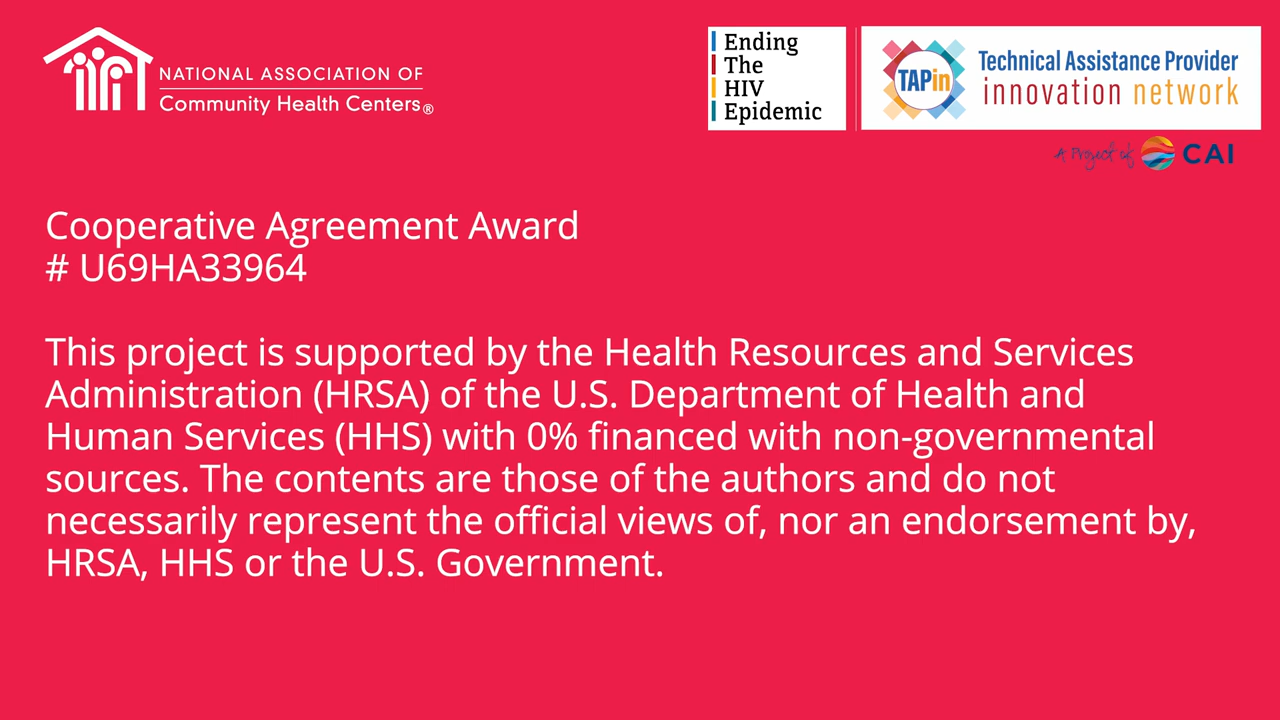 NATIONAL ASSOCIATION OF
Community Health Centers®
Ending
The
HIV
Epidemic
TAPin
Technical Assistance Provider
innovation network
A Project of CAI
Cooperative Agreement Award
# U69HA33964
This project is supported by the Health Resources and Services
Administration (HRSA) of the U.S. Department of Health and
Human Services (HHS) with 0% financed with non-governmental
sources. The contents are those of the authors and do not
necessarily represent the official views of, nor an endorsement by,
HRSA, HHS or the U.S. Government.